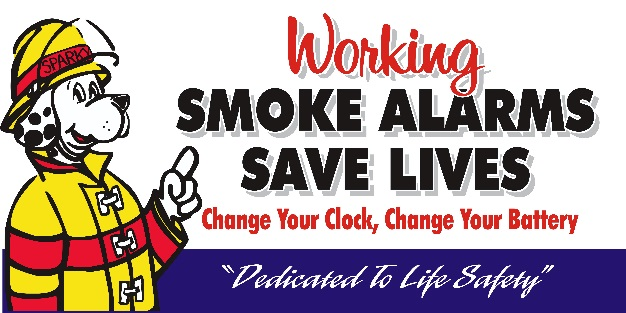 SPARKY
Working
SMOKE ALARMS
SAVE LIVES
Change Your Clock, Change Your Battery
"Dedicated To Life Safety"